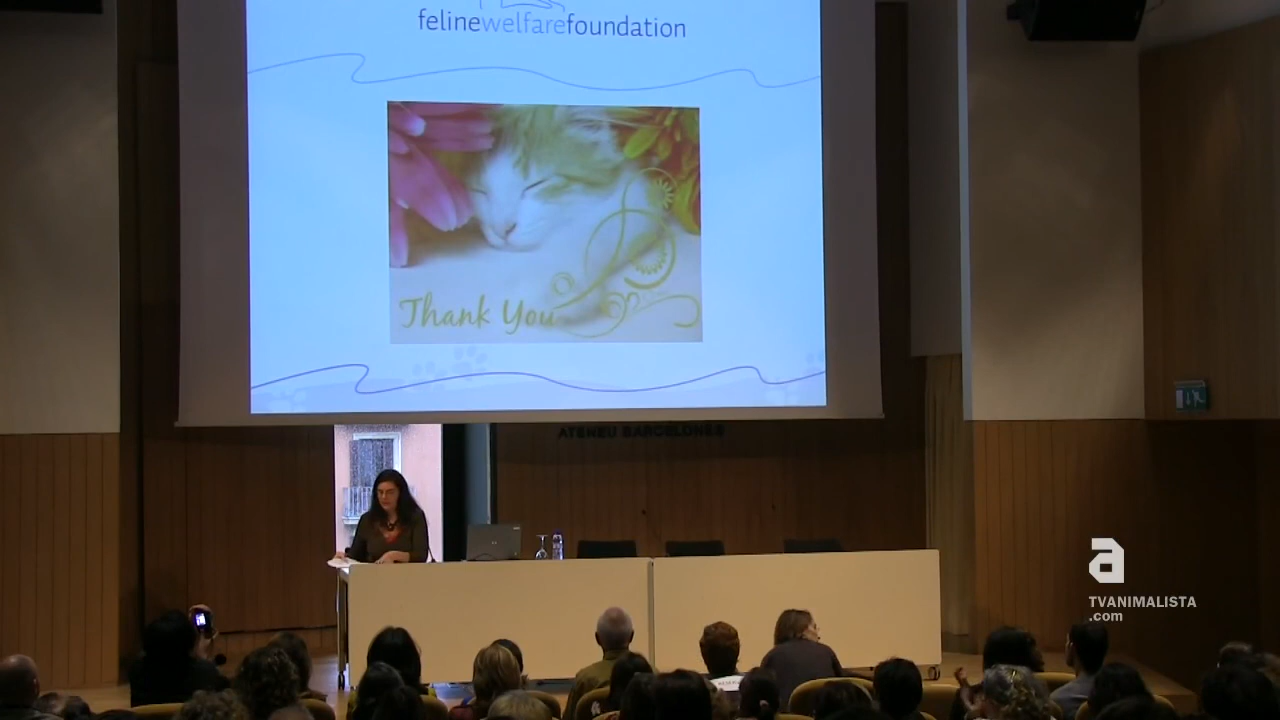 felinewelfarefoundation
Thank You
ATENEU BARCELONÈS
a
TVANIMALISTA
.com